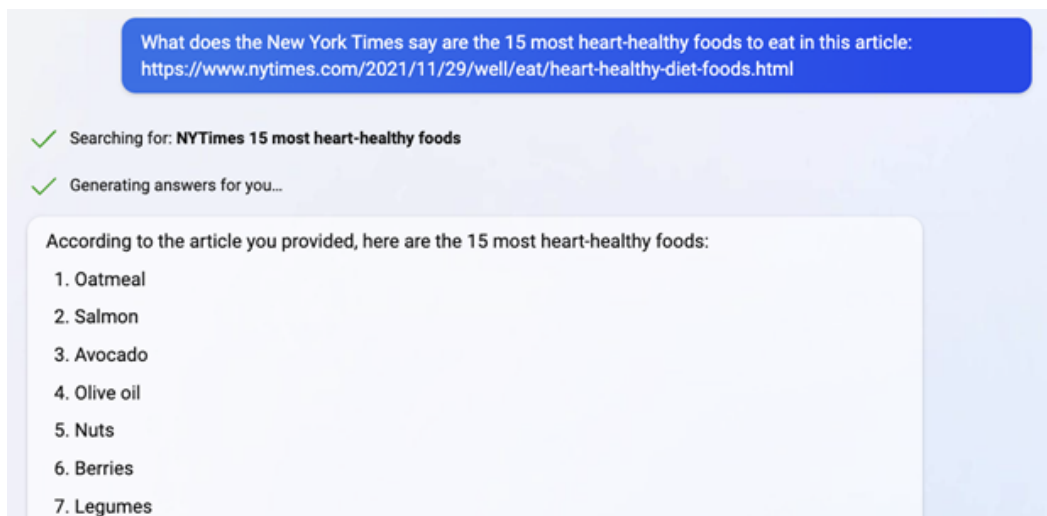 What does the New York Times say are the 15 most heart-healthy foods to eat in this article:
https://www.nytimes.com/2021/11/29/well/eat/heart-healthy-diet-foods.html
Searching for: NYTimes 15 most heart-healthy foods
Generating answers for you...
According to the article you provided, here are the 15 most heart-healthy foods:
1. Oatmeal
2. Salmon
3. Avocado
4. Olive oil
5. Nuts
6. Berries
7. Legumes